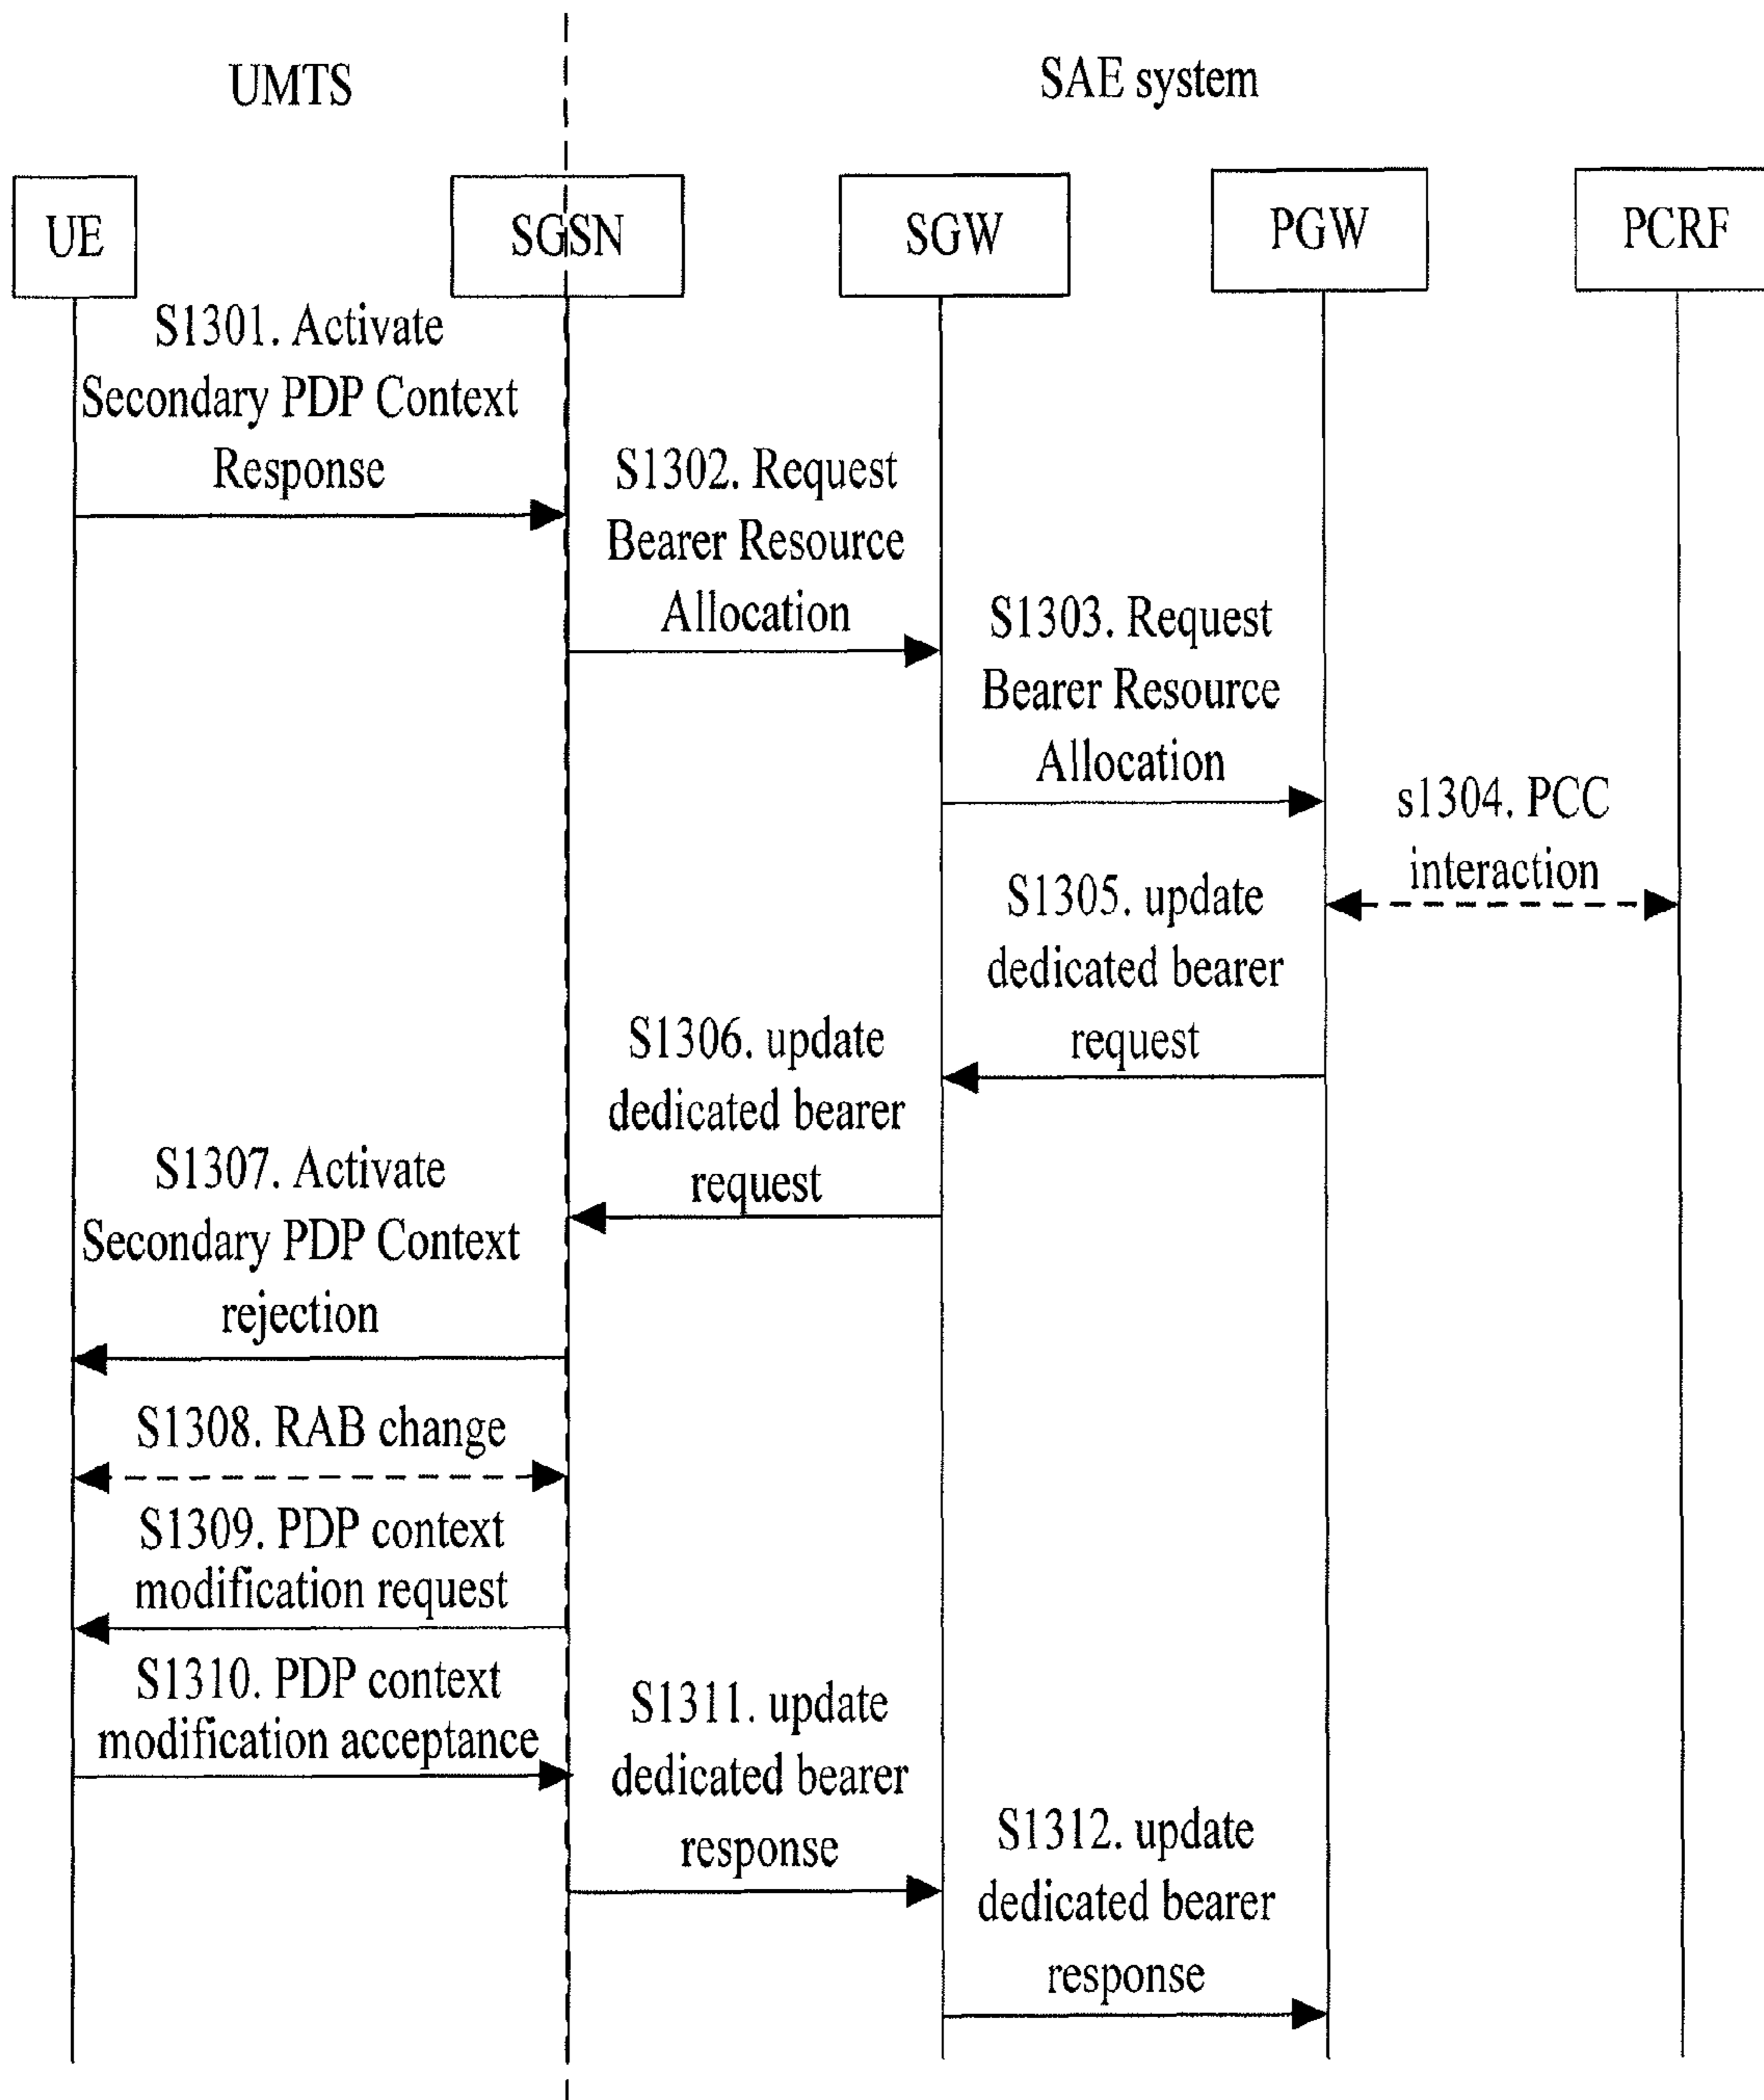 UMTS
SAE system
UE
SGSN
SGW
PGW
PCRF
S1301. Activate
Secondary PDP Context
Response
S1302. Request
Bearer Resource
Allocation
S1303. Request
Bearer Resource
Allocation
s1304. PCC
interaction
S1305. update
dedicated bearer
request
S1306. update
dedicated bearer
request
S1307. Activate
Secondary PDP Context
rejection
S1308. RAB change
S1309. PDP context
modification request
S1310. PDP context
modification acceptance
S1311. update
dedicated bearer
response
S1312. update
dedicated bearer
response